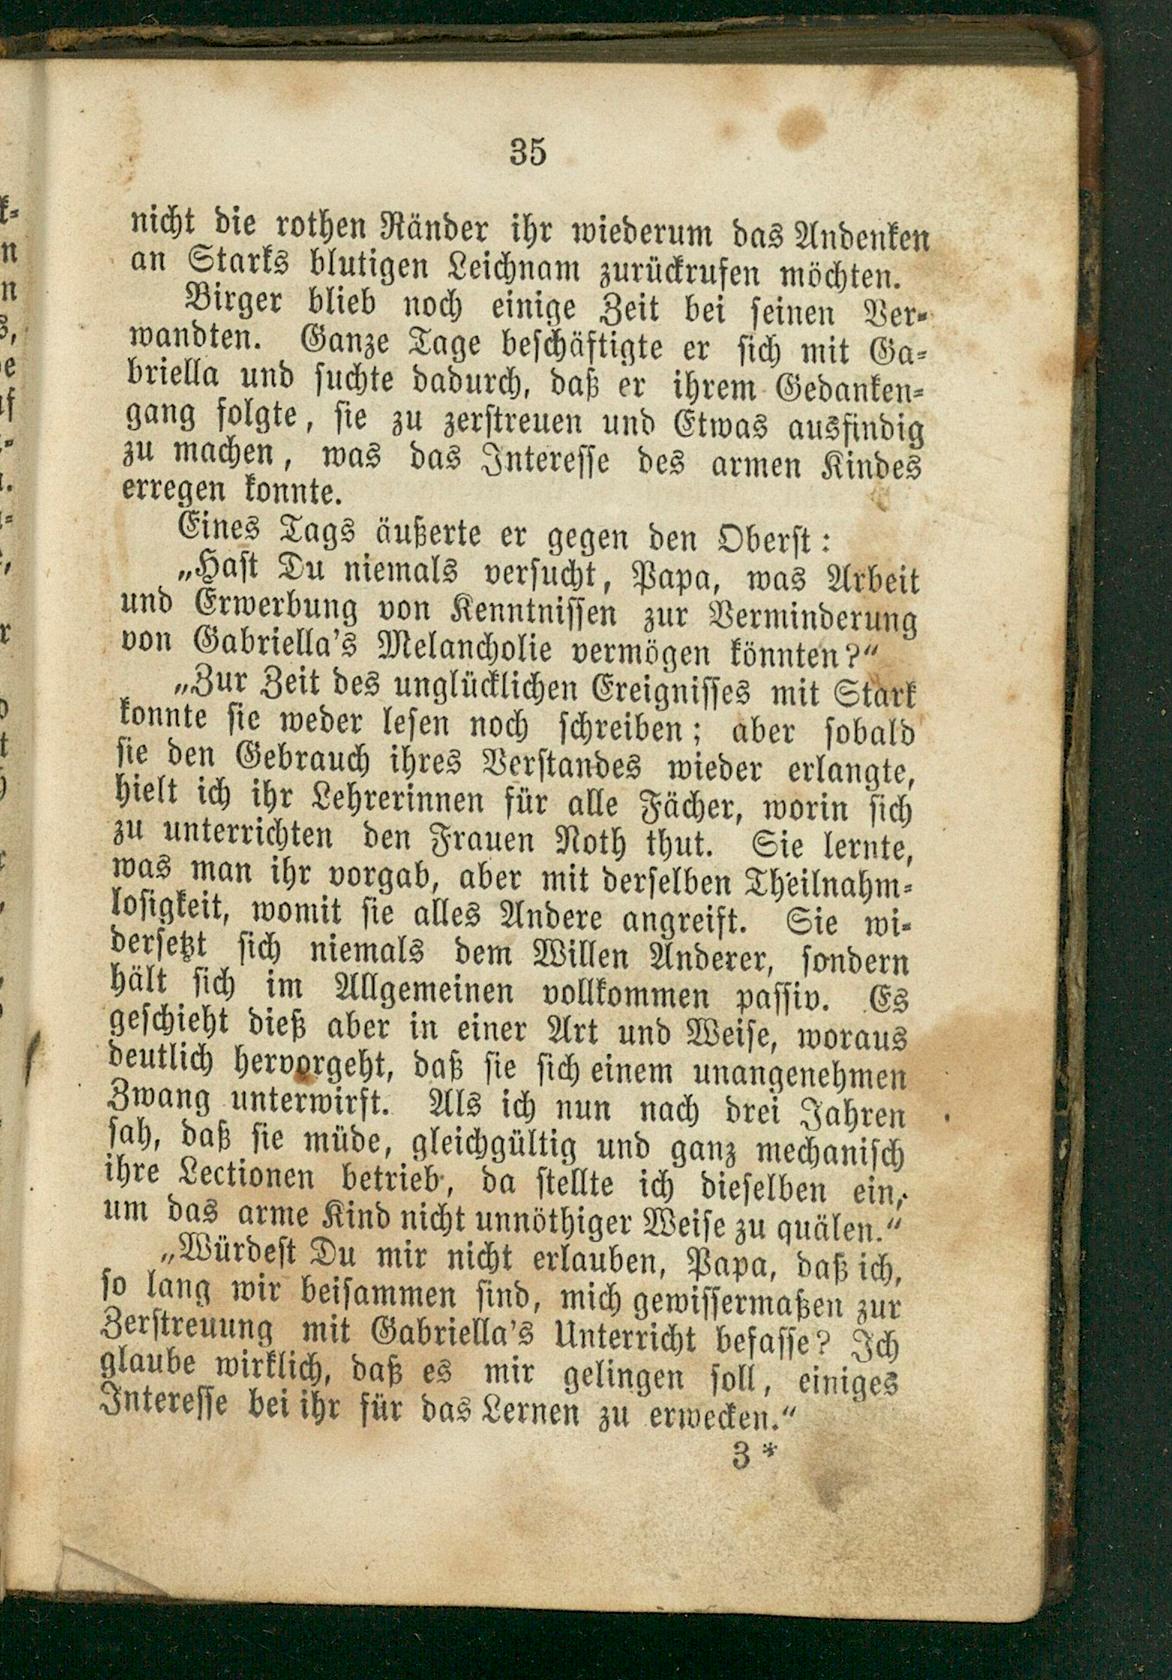 35
nicht die rothen Ränder ihr wiederum das Andenken
an Starks blutigen Leichnam zurückrufen möchten.
Birger blieb noch einige Zeit bei seinen Ver-
wandten. Ganze Tage beschäftigte er sich mit Ga-
briella und suchte dadurch, daß er ihrem Gedanken-
gang folgte, sie zu zerstreuen und Etwas ausfindig
zu machen, was das Interesse des armen Kindes
erregen konnte.
Eines Tags äußerte er gegen den Oberst:
„Hast Du niemals versucht, Papa, was Arbeit
und Erwerbung von Kenntnissen zur Verminderung
von Gabriella's Melancholie vermögen könnten?“
„Zur Zeit des unglücklichen Ereignisses mit Stark
konnte sie weder lesen noch schreiben; aber sobald
sie den Gebrauch ihres Verstandes wieder erlangte,
hielt ich ihr Lehrerinnen für alle Fächer, worin sich
zu unterrichten den Frauen Noth thut. Sie lernte,
was man ihr vorgab, aber mit derselben Theilnahm-
losigkeit, womit sie alles Andere angreift. Sie wi-
dersetzt sich niemals dem Willen Anderer, sondern
hält sich im Allgemeinen vollkommen passiv. Es
geschieht dieß aber in einer Art und Weise, woraus
deutlich hervorgeht, daß sie sich einem unangenehmen
Zwang unterwirft. Als ich nun nach drei Jahren
sah, daß sie müde, gleichgültig und ganz mechanisch
ihre Lectionen betrieb, da stellte ich dieselben ein,
um das arme Kind nicht unnöthiger Weise zu quälen.“
„Würdest Du mir nicht erlauben, Papa, daß ich,
so lang wir beisammen sind, mich gewissermaßen zur
Zerstreuung mit Gabriella's Unterricht befasse? Ich
glaube wirklich, daß es mir gelingen soll, einiges
Interesse bei ihr für das Lernen zu erwecken.“
3*